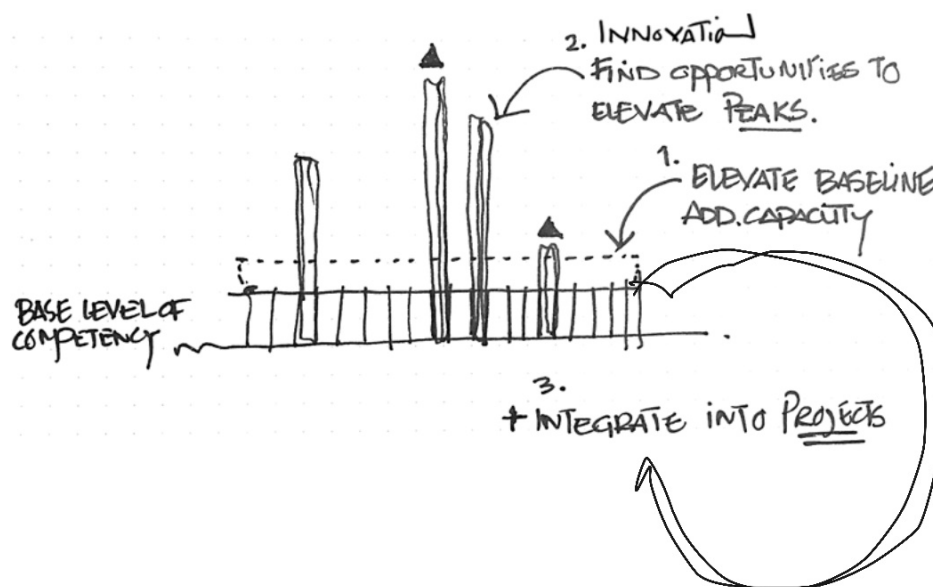 2. INNOVATION
FIND OPPORTUNITIES TO
ELEVATE PEAKS.
1.
ELEVATE BASELINE
ADD. CAPACITY
BASE LEVEL OF
COMPETENCY
3.
+ INTEGRATE INTO PROJECTS